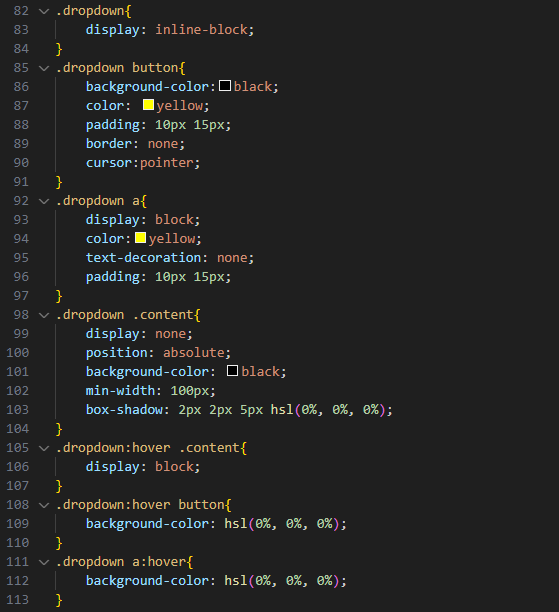 82 .dropdown{
83 display: inline-block;
84 }
85 .dropdown button{
86 background-color:black;
87 color: yellow;
88 padding: 10px 15px;
89 border: none;
90 cursor:pointer;
91 }
92 .dropdown a{
93 display: block;
94 color:yellow;
95 text-decoration: none;
96 padding: 10px 15px;
97 }
98 .dropdown .content{
99 display: none;
100 position: absolute;
101 background-color: black;
102 min-width: 100px;
103 box-shadow: 2px 2px 5px hsl(0%, 0%, 0%);
104 }
105 .dropdown:hover .content{
106 display: block;
107 }
108 .dropdown:hover button{
109 background-color: hsl(0%, 0%, 0%);
110 }
111 .dropdown a:hover{
112 background-color: hsl(0%, 0%, 0%);
113 }